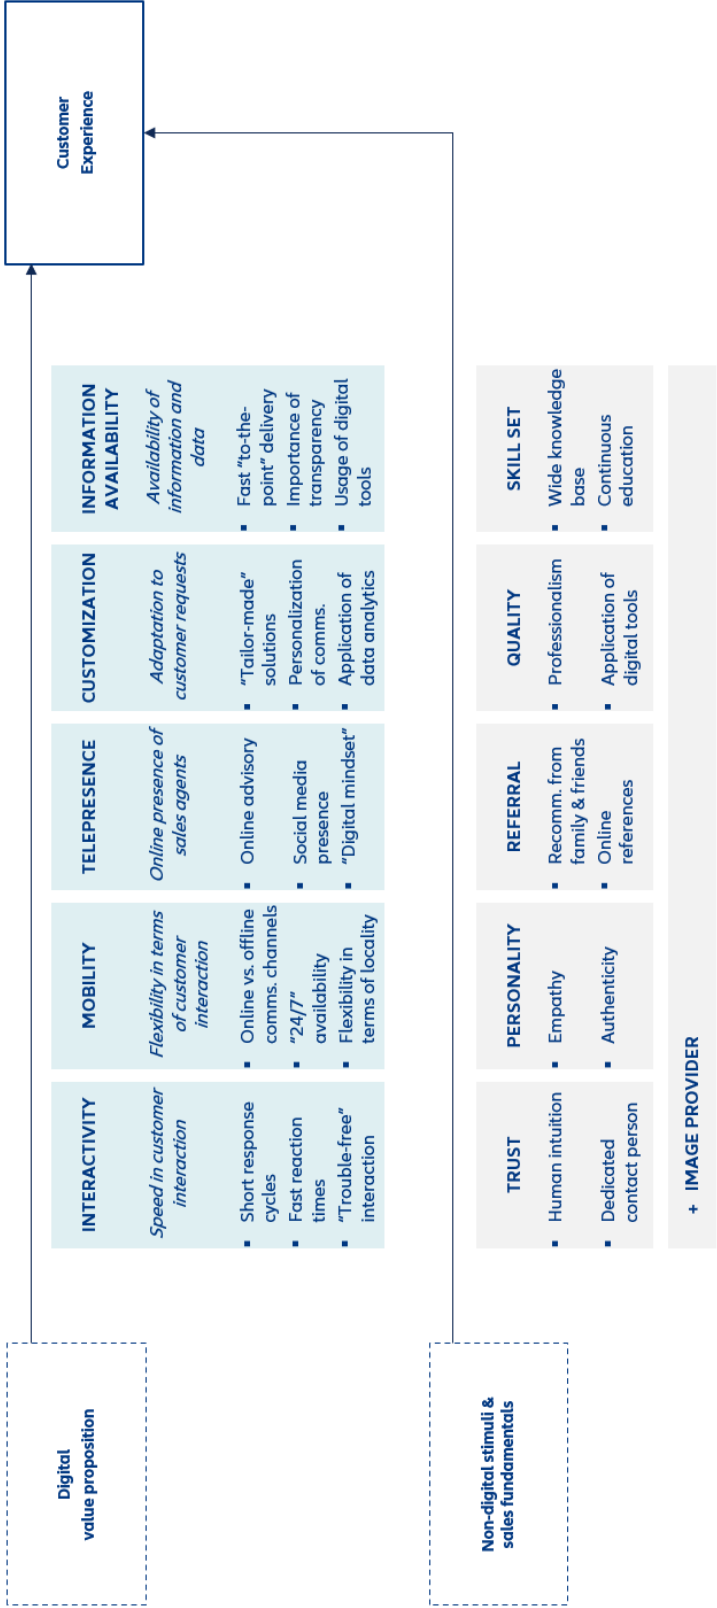 Digital
value proposition
INTERACTIVITY
Speed in customer
interaction
▪ Short response
cycles
▪ Fast reaction
times
▪ “Trouble-free”
interaction
MOBILITY
Flexibility in terms
of customer
interaction
▪ Online vs. offline
comms. channels
▪ “24/7”
availability
▪ Flexibility in
terms of locality
TELEPRESENCE
Online presence of
sales agents
▪ Online advisory
▪ Social media
presence
▪ “Digital mindset”
CUSTOMIZATION
Adaptation to
customer requests
▪ “Tailor-made”
solutions
▪ Personalization
of comms.
▪ Application of
data analytics
INFORMATION
AVAILABILITY
Availability of
information and
data
▪ Fast “to-the-
point” delivery
▪ Importance of
transparency
▪ Usage of digital
tools
Customer
Experience
Non-digital stimuli &
sales fundamentals
TRUST
▪ Human intuition
▪ Dedicated
contact person
PERSONALITY
▪ Empathy
▪ Authenticity
REFERRAL
▪ Recomm. from
family & friends
▪ Online
references
QUALITY
▪ Professionalism
▪ Application of
digital tools
SKILL SET
▪ Wide knowledge
base
▪ Continuous
education
+ IMAGE PROVIDER